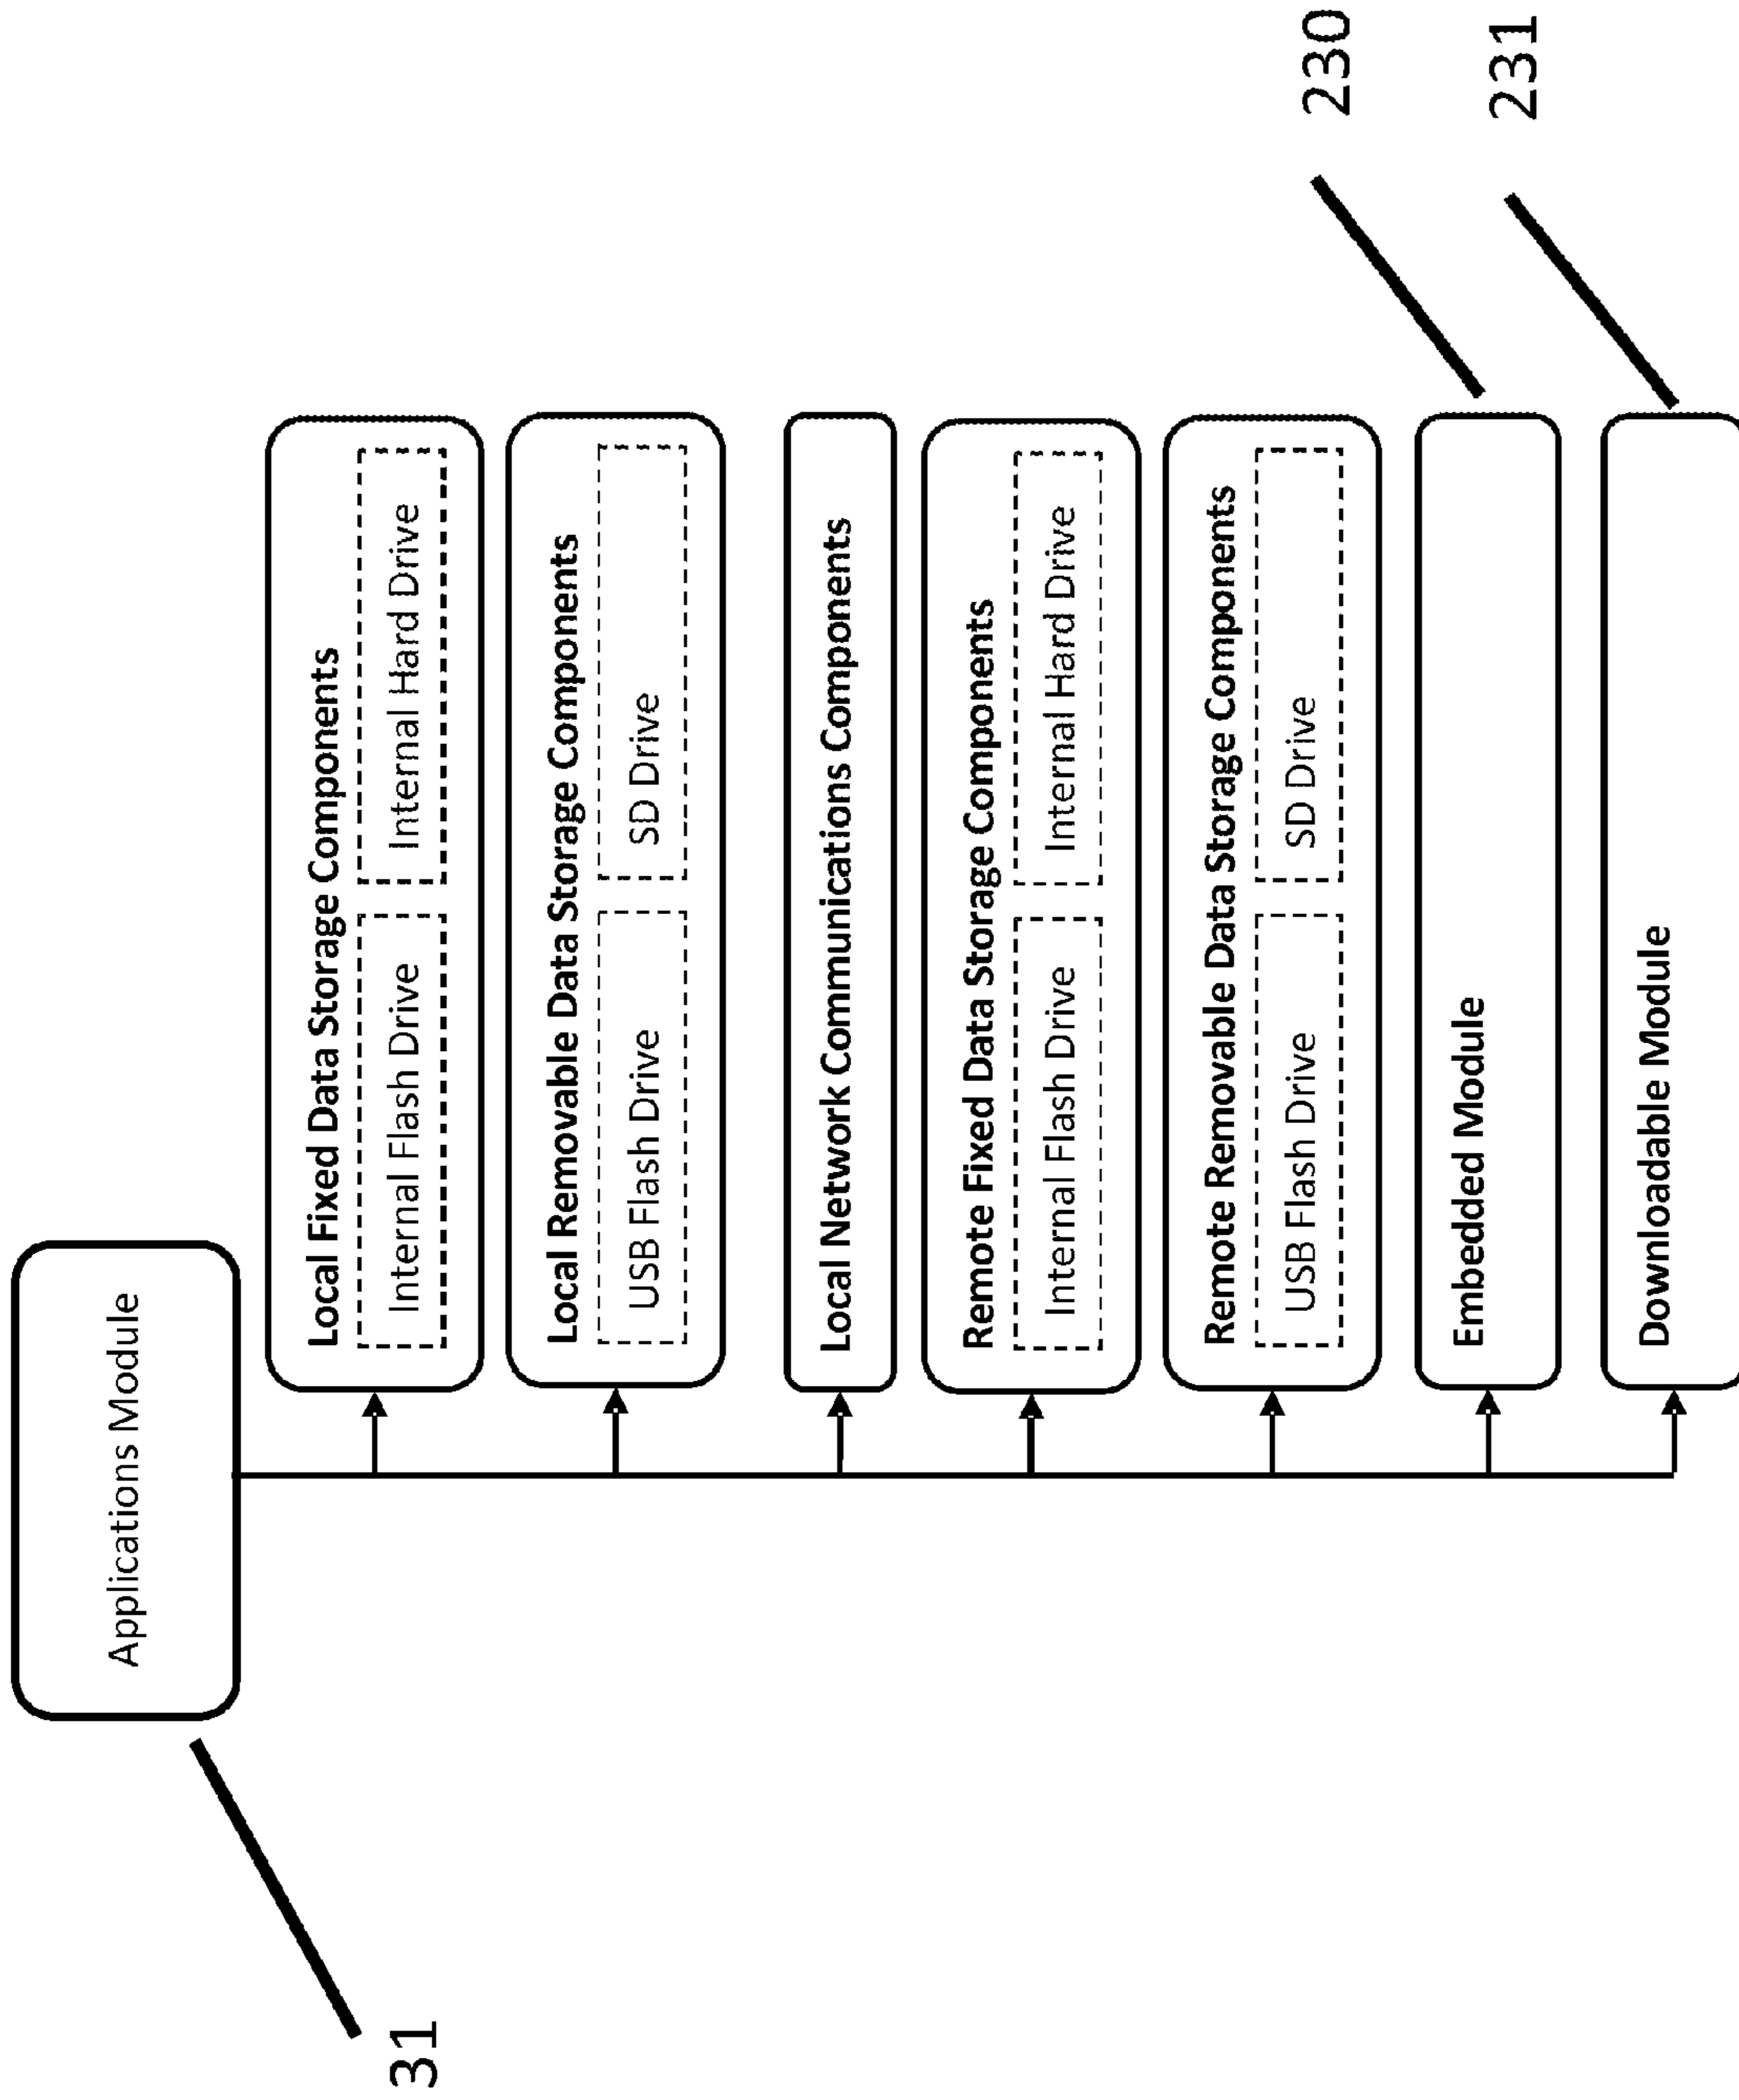 Applications Module
31
Local Fixed Data Storage Components
Internal Flash Drive
Internal Hard Drive
Local Removable Data Storage Components
USB Flash Drive
SD Drive
Local Network Communications Components
Remote Fixed Data Storage Components
Internal Flash Drive
Internal Hard Drive
Remote Removable Data Storage Components
USB Flash Drive
SD Drive
Embedded Module
230
Downloadable Module
231